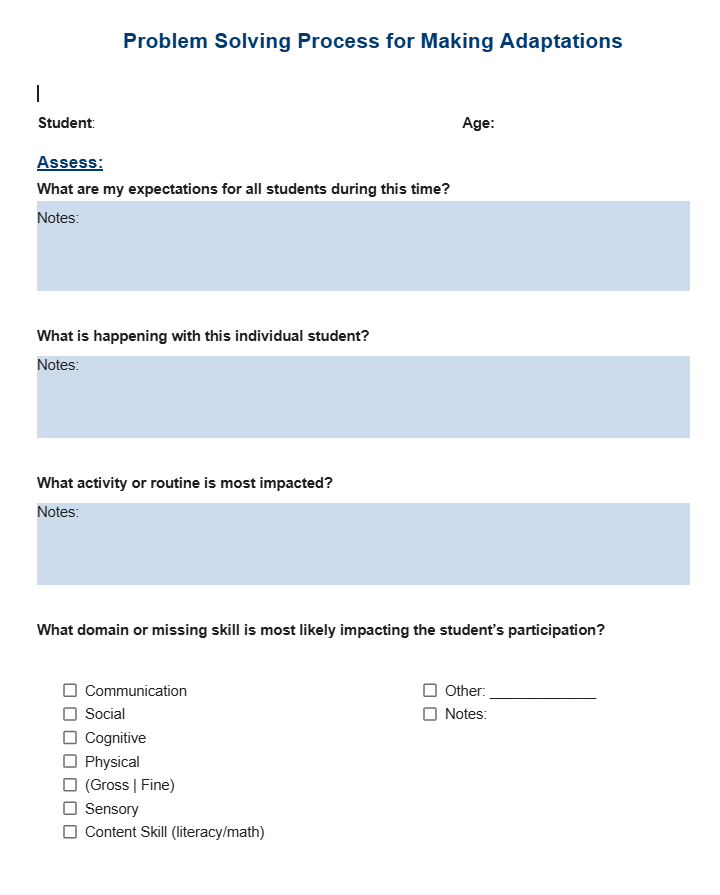 Problem Solving Process for Making Adaptations
Student: Age:
Assess:
What are my expectations for all students during this time?
Notes:
What is happening with this individual student?
Notes:
What activity or routine is most impacted?
Notes:
What domain or missing skill is most likely impacting the student’s participation?
Communication
Social
Cognitive
Physical
(Gross | Fine)
Sensory
Content Skill (literacy/math)
Other: _____________
Notes: